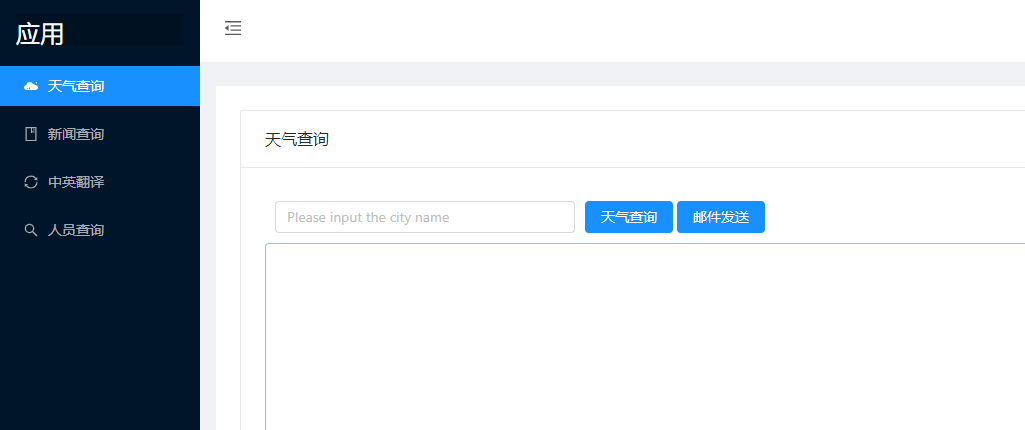 应用
天气查询
新闻查询
中英翻译
人员查询
天气查询
Please input the city name
天气查询 邮件发送